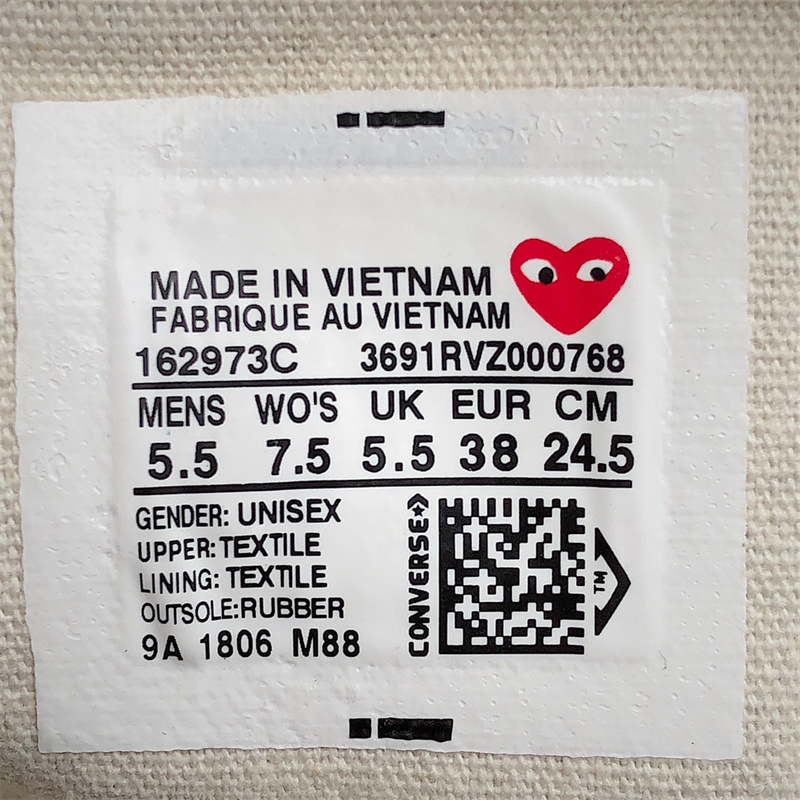 MADE IN VIETNAM
FABRIQUE AU VIETNAM
162973C 3691RVZ000768
MENS WO'S UK EUR CM
5.5 7.5 5.5 38 24.5
GENDER: UNISEX
UPPER: TEXTILE
LINING: TEXTILE
OUTSOLE:RUBBER
9A 1806 M88
CONVERSE
TM